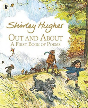 Shirley Hughes
OUT AND ABOUT
A FIRST BOOK OF POEMS